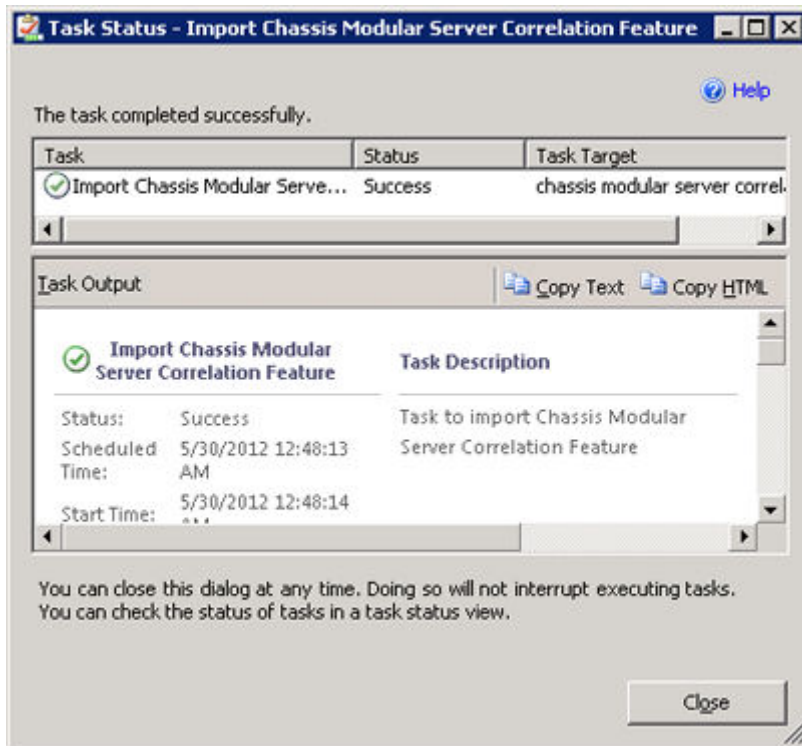 Task Status - Import Chassis Modular Server Correlation Feature
Help
The task completed successfully.
Task Status Task Target
Import Chassis Modular Serve... Success chassis modular server correl
Task Output Copy Text Copy HTML
Import Chassis Modular
Server Correlation Feature
Task Description
Status: Success
Task to import Chassis Modular
Server Correlation Feature
Scheduled Time: 5/30/2012 12:48:13 AM
Start Time: 5/30/2012 12:48:14
You can close this dialog at any time. Doing so will not interrupt executing tasks.
You can check the status of tasks in a task status view.
Close